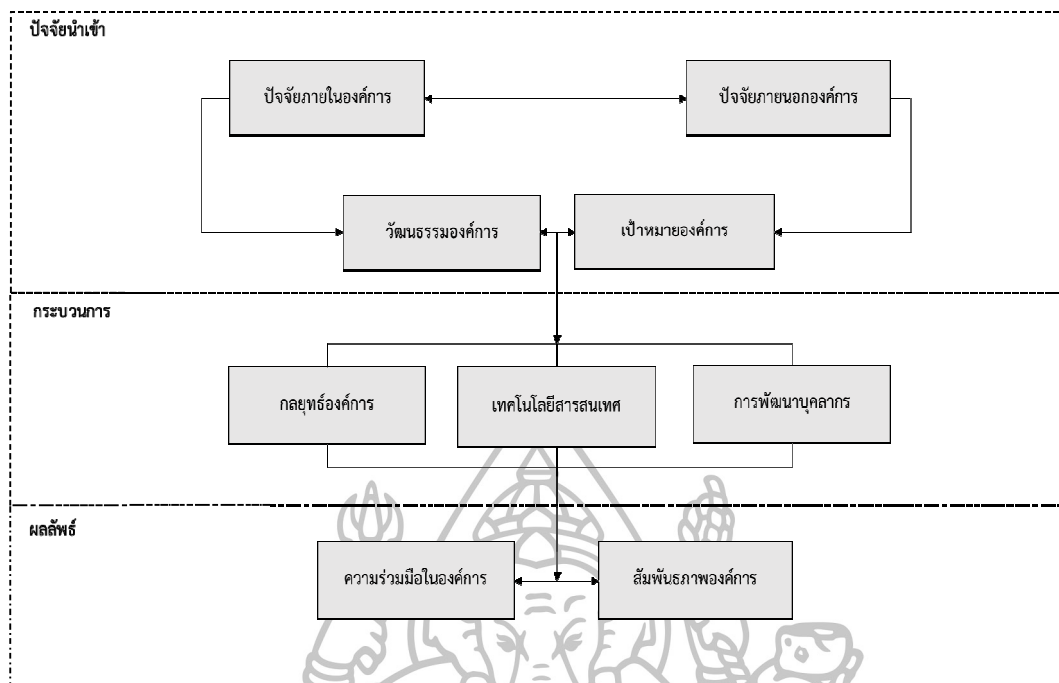 ปัจจัยนำเข้า
ปัจจัยภายในองค์การ
ปัจจัยภายนอกองค์การ
วัฒนธรรมองค์การ
เป้าหมายองค์การ
กระบวนการ
กลยุทธ์องค์การ
เทคโนโลยีสารสนเทศ
การพัฒนาบุคลากร
ผลลัพธ์
ความร่วมมือในองค์การ
สัมพันธภาพองค์การ